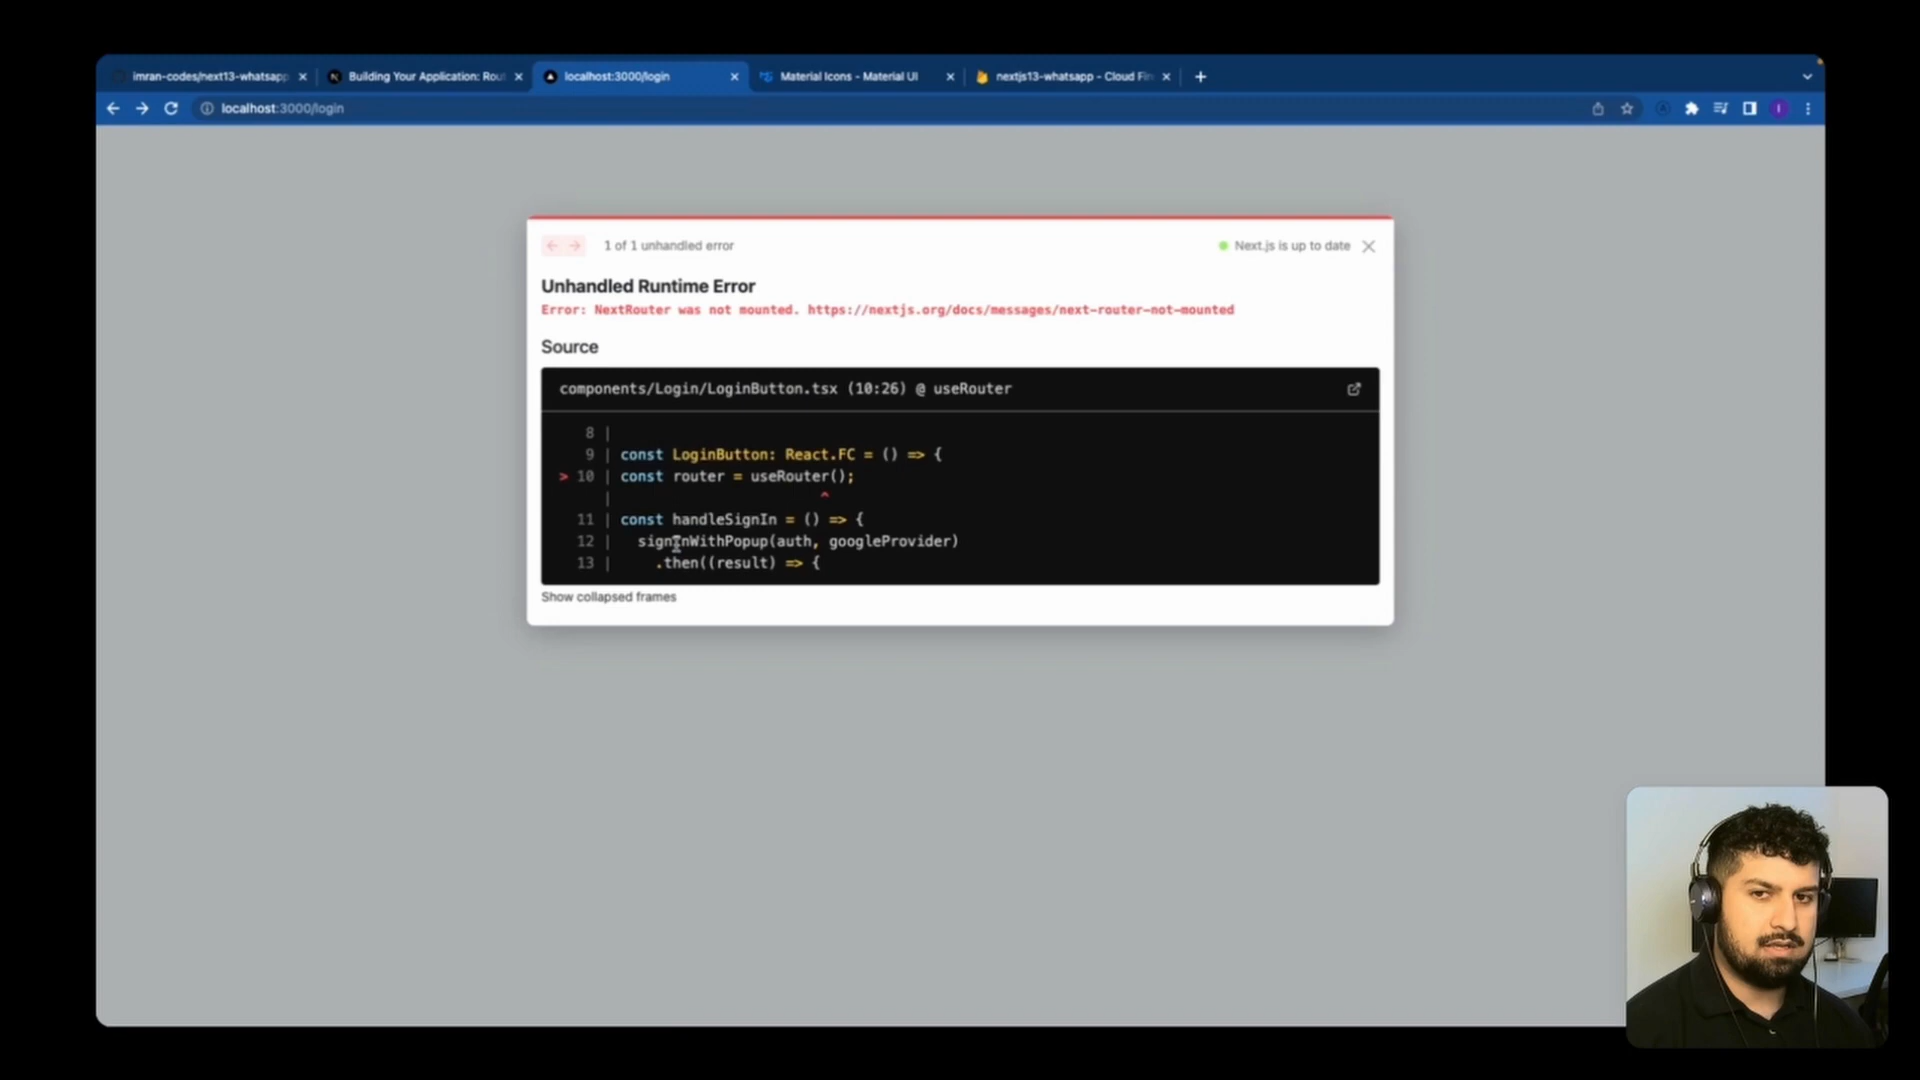 imran-codes/next13-whatsapp
Building Your Application: Rou
localhost:3000/login
Material Icons - Material UI
nextjs13-whatsapp - Cloud Fir
localhost:3000/login
1 of 1 unhandled error
Next.js is up to date
Unhandled Runtime Error
Error: NextRouter was not mounted. https://nextjs.org/docs/messages/next-router-not-mounted
Source
components/Login/LoginButton.tsx (10:26) @ useRouter
8 |
9 | const LoginButton: React.FC = () => {
> 10 | const router = useRouter();
| ^
11 | const handleSignIn = () => {
12 | signInWithPopup(auth, googleProvider)
13 | .then((result) => {
Show collapsed frames